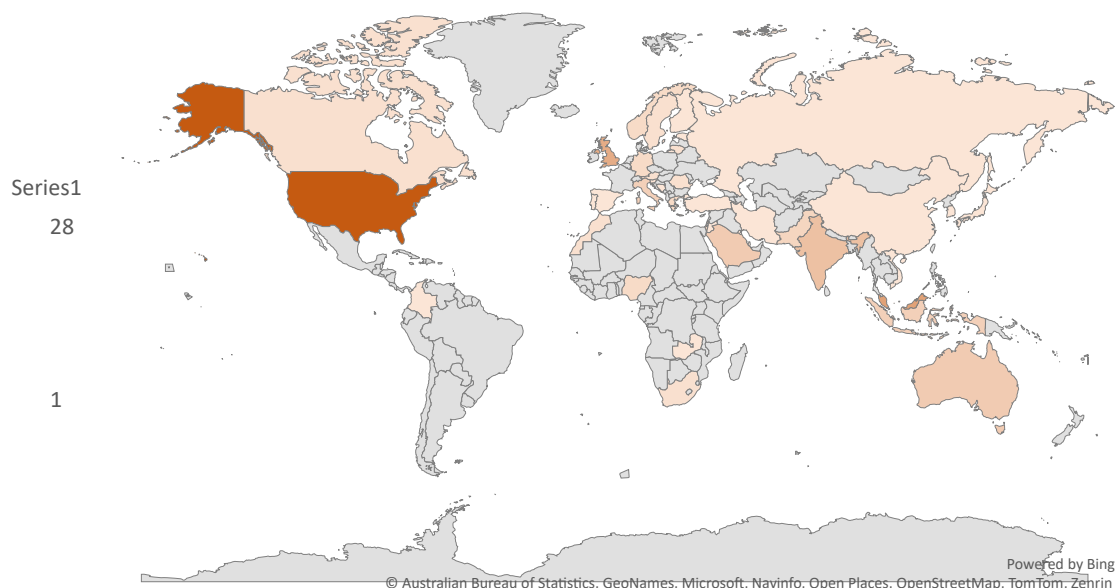 Series1
28
1
Powered by Bing
© Australian Bureau of Statistics, GeoNames, Microsoft, Navinfo, Open Places, OpenStreetMap, TomTom, Zenrin